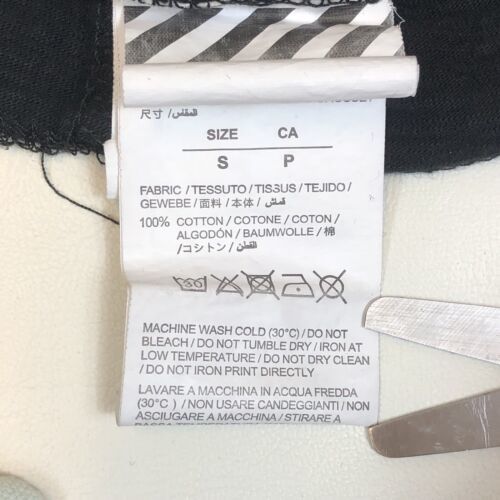 尺寸 / المقاس
SIZE CA
S P
FABRIC / TESSUTO / TISSUS / TEJIDO /
GEWEBE / 面料 / 本体 / قماش /
100% COTTON / COTONE / COTON /
ALGODÓN / BAUMWOLLE / 棉
/コシトン / القطن
30
MACHINE WASH COLD (30°C) / DO NOT
BLEACH / DO NOT TUMBLE DRY / IRON AT
LOW TEMPERATURE / DO NOT DRY CLEAN
/ DO NOT IRON PRINT DIRECTLY
LAVARE A MACCHINA IN ACQUA FREDDA
(30°C) / NON USARE CANDEGGIANTI / NON
ASCIUGARE A MACCHINA / STIRARE A